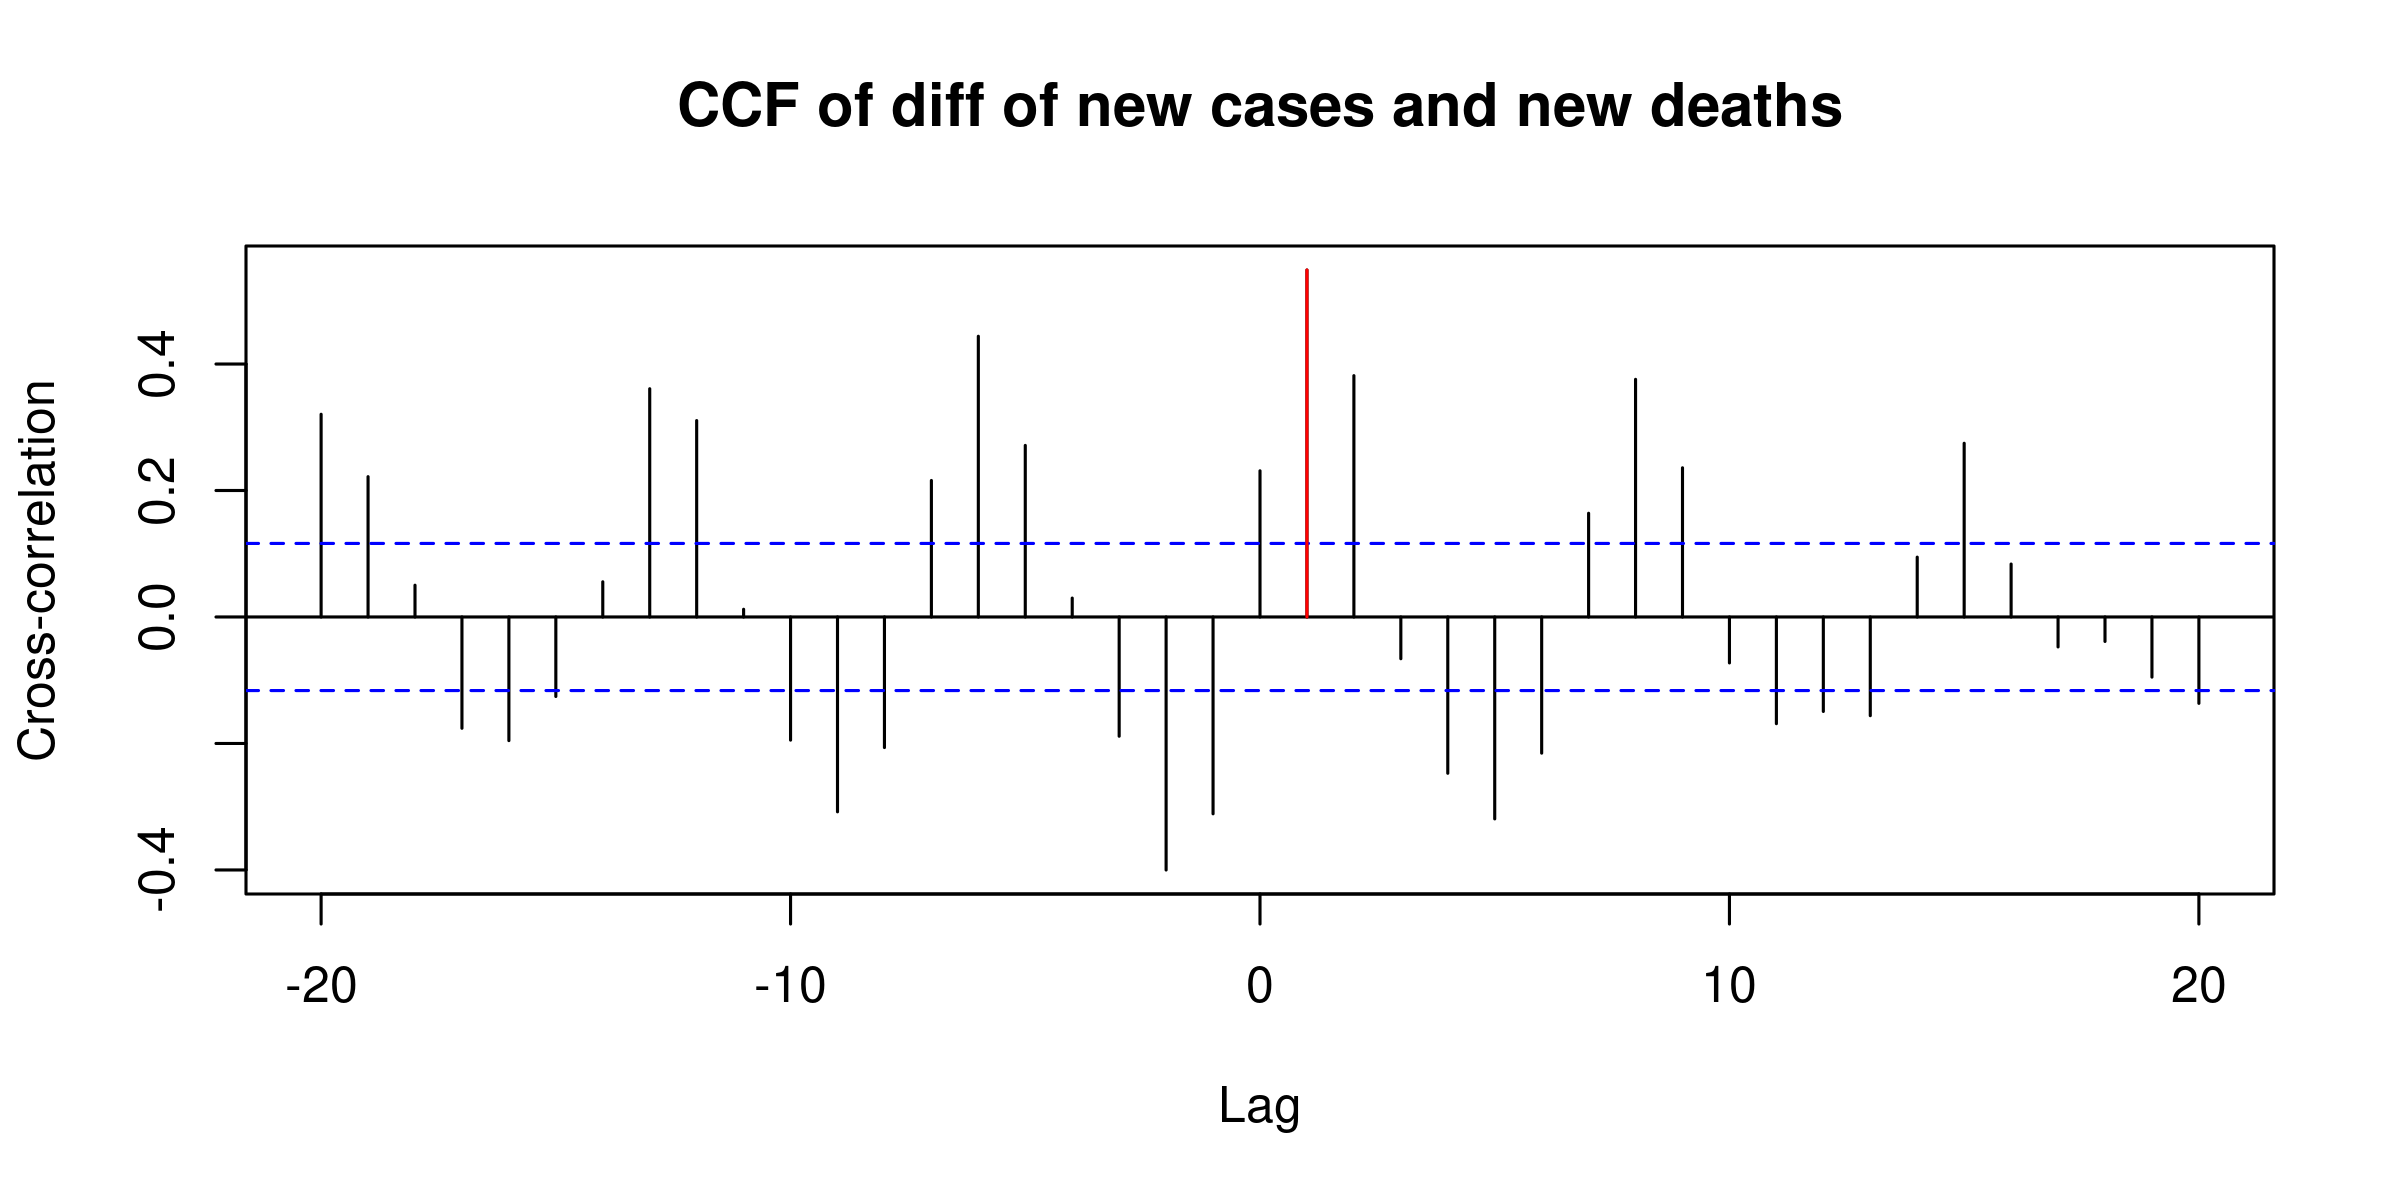 CCF of diff of new cases and new deaths
Cross-correlation
0.4
0.2
0.0
-0.4
-20 -10 0 10 20
Lag